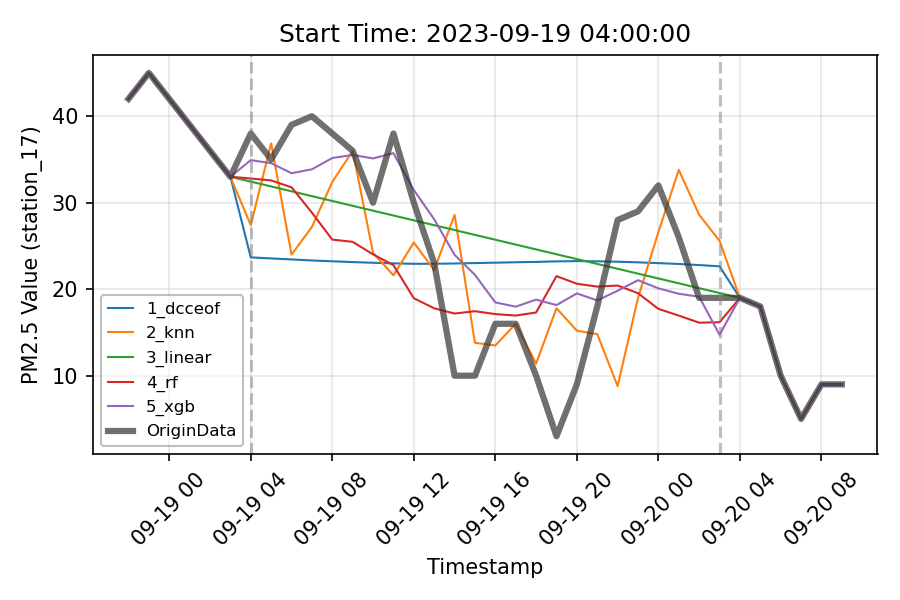 Start Time: 2023-09-19 04:00:00
PM2.5 Value (station_17)
40
30
20
10
1_dcceof
2_knn
3_linear
4_rf
5_xgb
OriginData
09-19 00
09-19 04
09-19 08
09-19 12
09-19 16
09-19 20
09-20 00
09-20 04
09-20 08
Timestamp